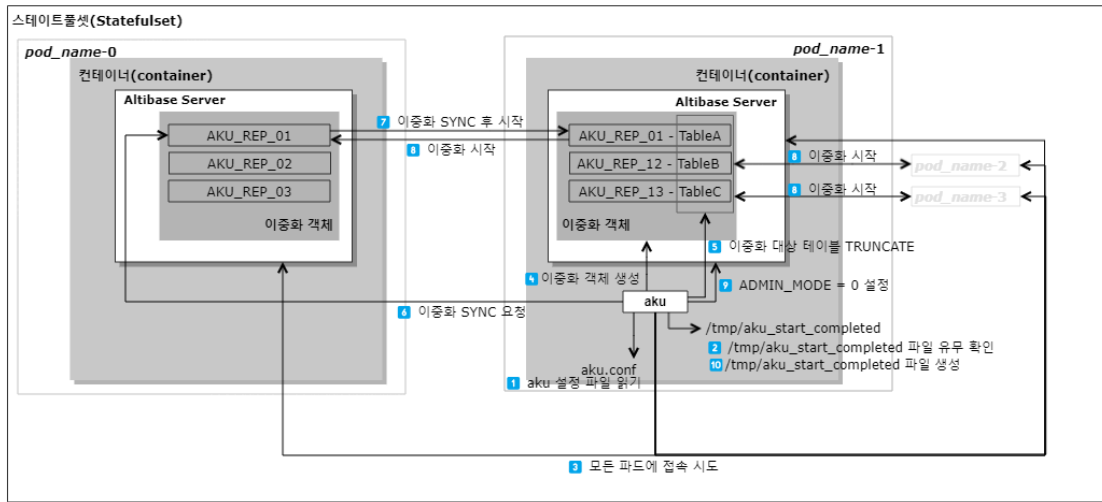 스테이트풀셋(Statefulset)
pod_name-0
컨테이너(container)
Altibase Server
AKU_REP_01
AKU_REP_02
AKU_REP_03
이중화 객체
7 이중화 SYNC 후 시작
8 이중화 시작
pod_name-1
컨테이너(container)
Altibase Server
AKU_REP_01 - TableA
AKU_REP_12 - TableB
AKU_REP_13 - TableC
이중화 객체
8 이중화 시작
pod_name-2
8 이중화 시작
pod_name-3
5 이중화 대상 테이블 TRUNCATE
4 이중화 객체 생성
9 ADMIN_MODE = 0 설정
aku
6 이중화 SYNC 요청
/tmp/aku_start_completed
2 /tmp/aku_start_completed 파일 유무 확인
10 /tmp/aku_start_completed 파일 생성
aku.conf
1 aku 설정 파일 읽기
3 모든 파드에 접속 시도